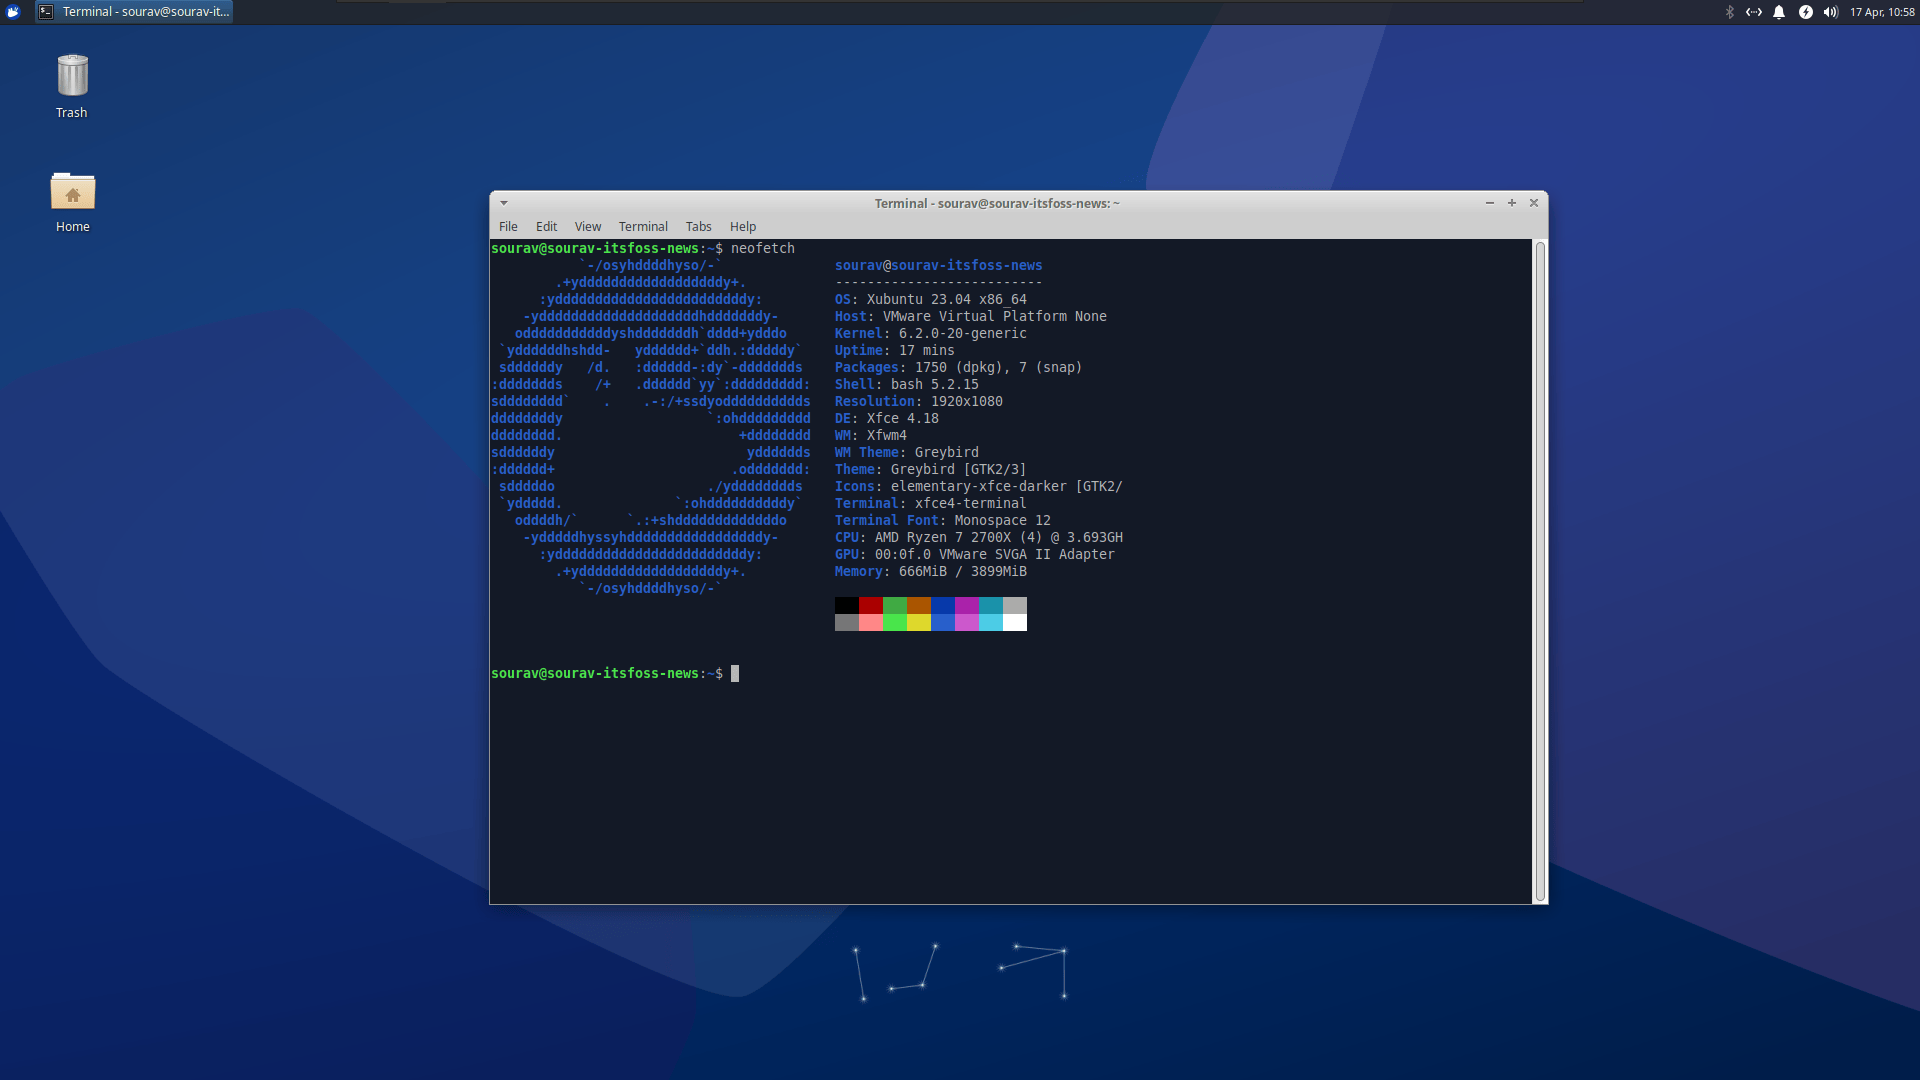 Terminal - sourav@sourav-it...
17 Apr, 10:58
Trash
Home
Terminal - sourav@sourav-itsfoss-news: ~
File Edit View Terminal Tabs Help
sourav@sourav-itsfoss-news:~$ neofetch
`-/osyhddddhyso/-` sourav@sourav-itsfoss-news
.+yddddddddddddddddddy+. --------------------------
:yddddddddddddddddddddddddy: OS: Xubuntu 23.04 x86_64
-yddddddddddddddddddddhdddddddy- Host: VMware Virtual Platform None
odddddddddddyshdddddddh`dddd+ydddo Kernel: 6.2.0-20-generic
`yddddddhshdd- ydddddd+`ddh.:dddddy` Uptime: 17 mins
sddddddy /d. :dddddd-:dy`-ddddddds Packages: 1750 (dpkg), 7 (snap)
:ddddddds /+ .dddddd`yy`:ddddddddd: Shell: bash 5.2.15
sdddddddd` . .-:/+ssdyodddddddddds Resolution: 1920x1080
ddddddddy `:ohddddddddd DE: Xfce 4.18
dddddddd. +dddddddd WM: Xfwm4
sddddddy ydddddds WM Theme: Greybird
:dddddd+ .oddddddd: Theme: Greybird [GTK2/3]
sdddddo ./ydddddddds Icons: elementary-xfce-darker [GTK2/
`yddddd. `:ohddddddddddy` Terminal: xfce4-terminal
oddddh/` `.:+shdddddddddddddo Terminal Font: Monospace 12
-ydddddhyssyhdddddddddddddddddy- CPU: AMD Ryzen 7 2700X (4) @ 3.693GH
:yddddddddddddddddddddddddy: GPU: 00:0f.0 VMware SVGA II Adapter
.+yddddddddddddddddddy+. Memory: 666MiB / 3899MiB
`-/osyhddddhyso/-`
sourav@sourav-itsfoss-news:~$